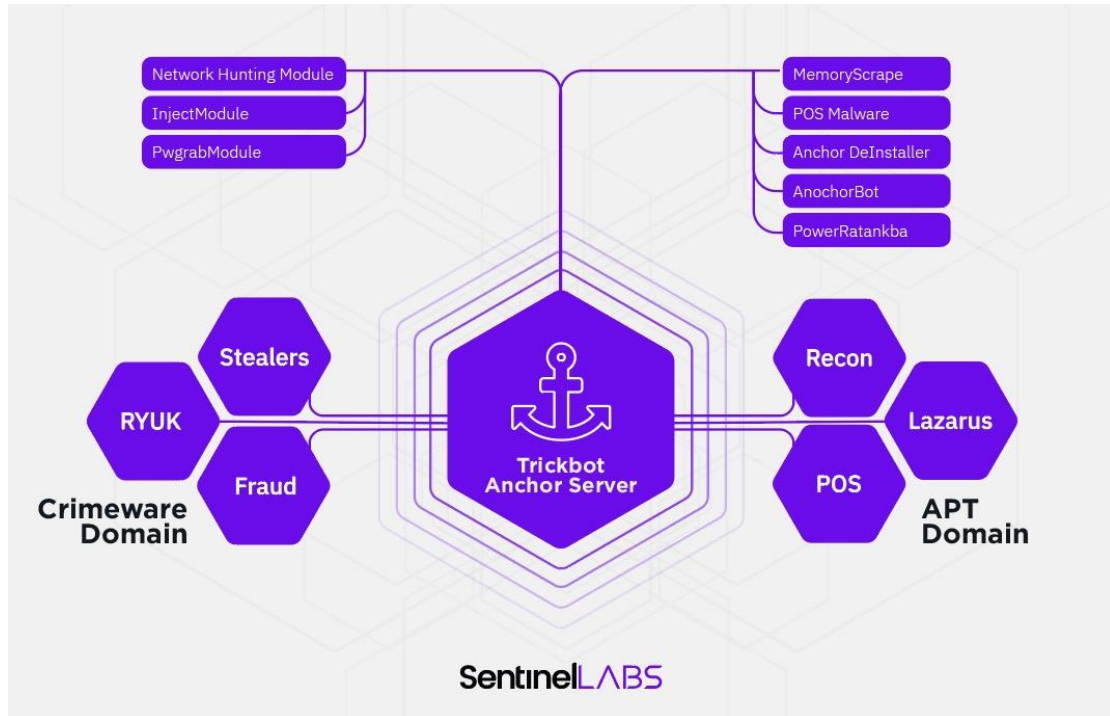 Network Hunting Module
InjectModule
PwgrabModule
MemoryScrape
POS Malware
Anchor DeInstaller
AnochorBot
PowerRatankba
Stealers
RYUK
Fraud
Crimeware
Domain
Trickbot
Anchor Server
Recon
Lazarus
POS
APT
Domain
SentinelLABS